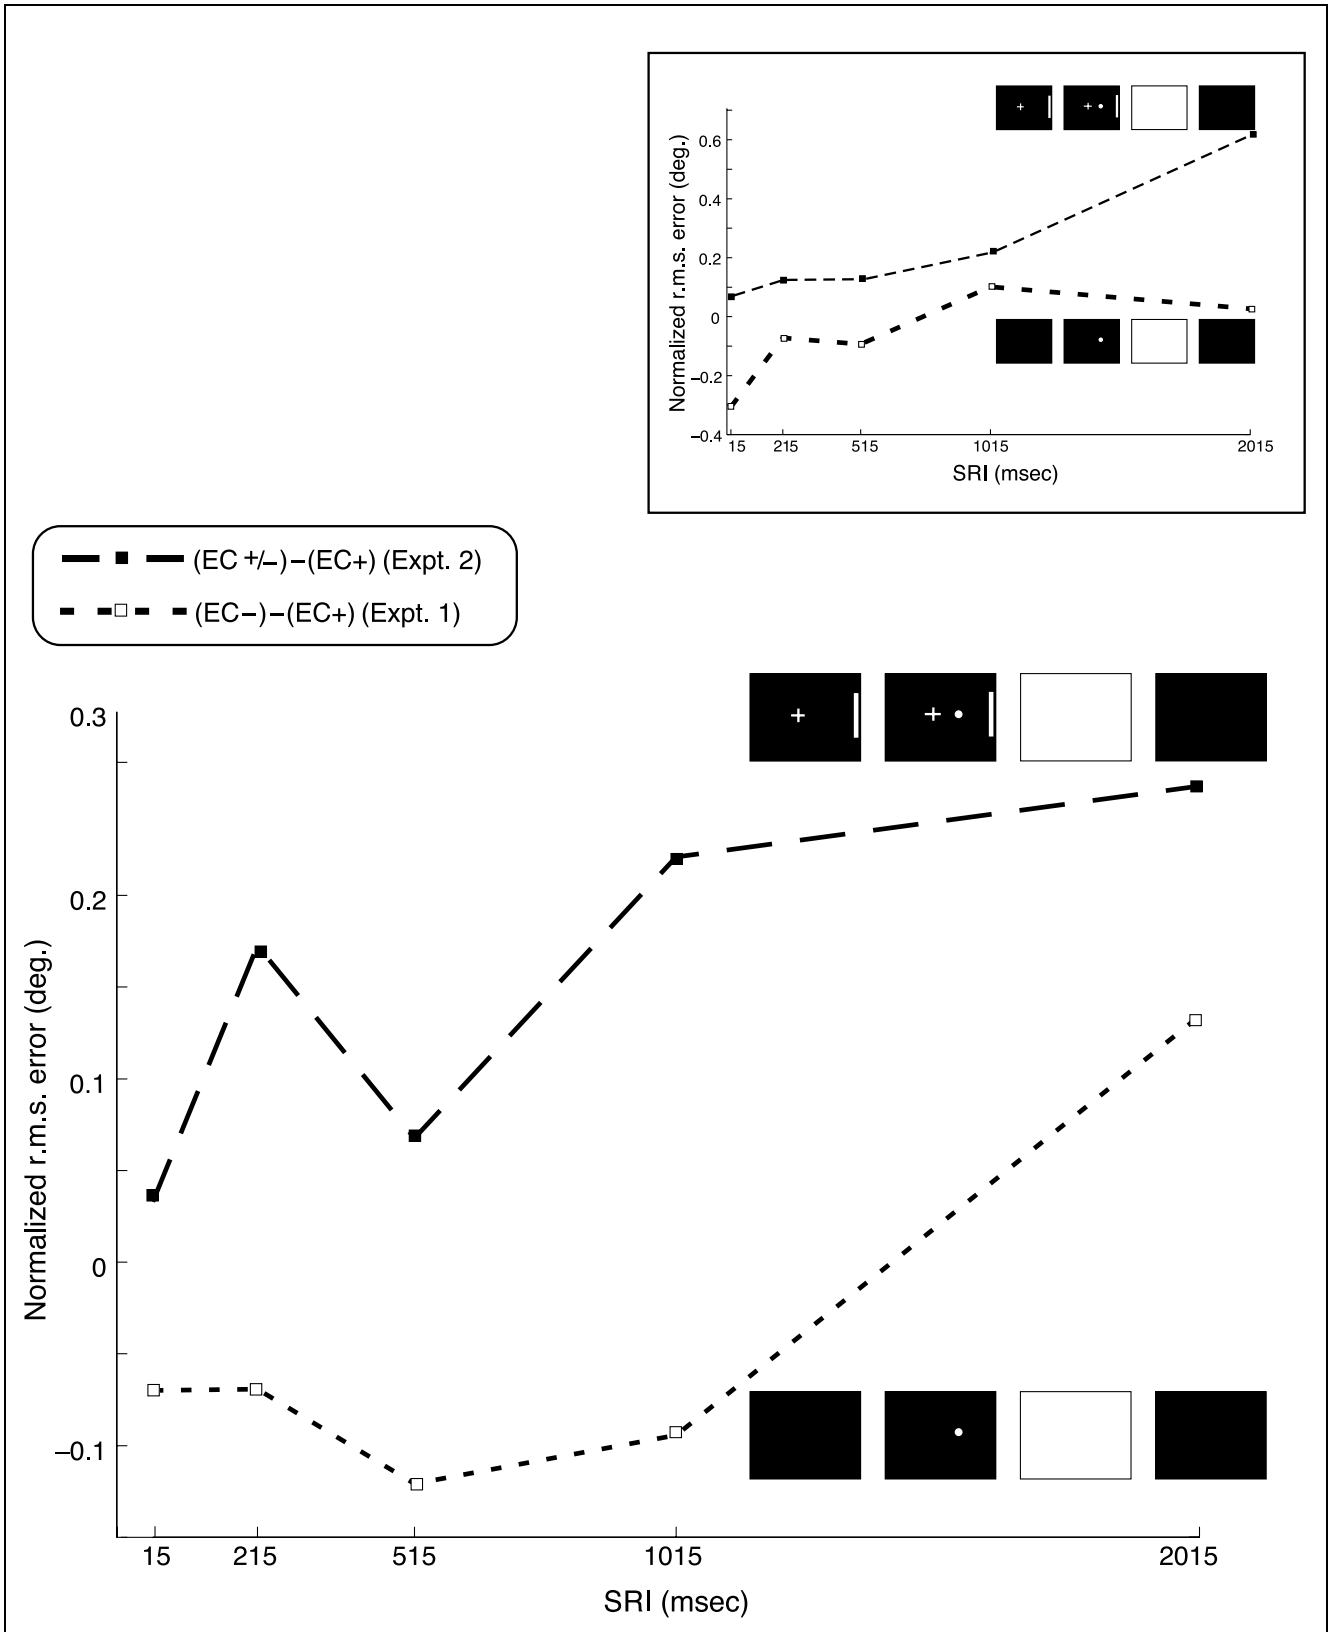 Normalized r.m.s. error (deg.)
0.6
0.4
0.2
0
−0.2
−0.4
15 215 515 1015 2015
SRI (msec)
(EC +/−)−(EC+) (Expt. 2)
(EC−)−(EC+) (Expt. 1)
Normalized r.m.s. error (deg.)
0.3
0.2
0.1
0
−0.1
15 215 515 1015 2015
SRI (msec)